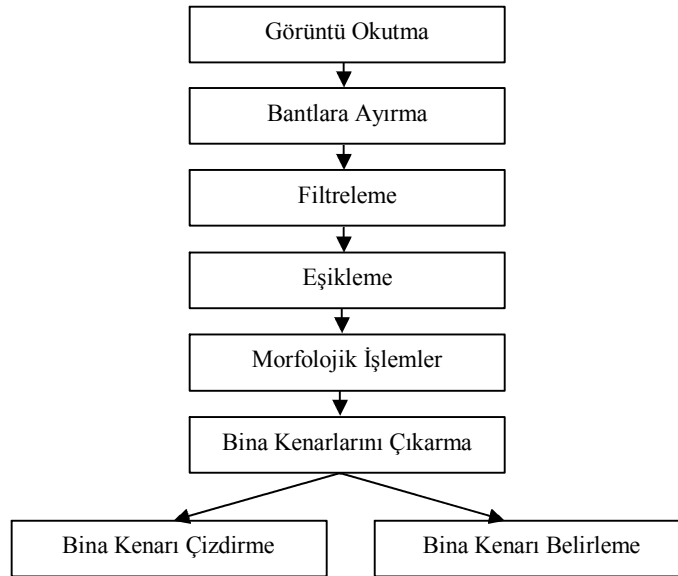 Görüntü Okutma
Bantlara Ayırma
Filtreleme
Eşikleme
Morfolojik İşlemler
Bina Kenarlarını Çıkarma
Bina Kenarı Çizdirme
Bina Kenarı Belirleme